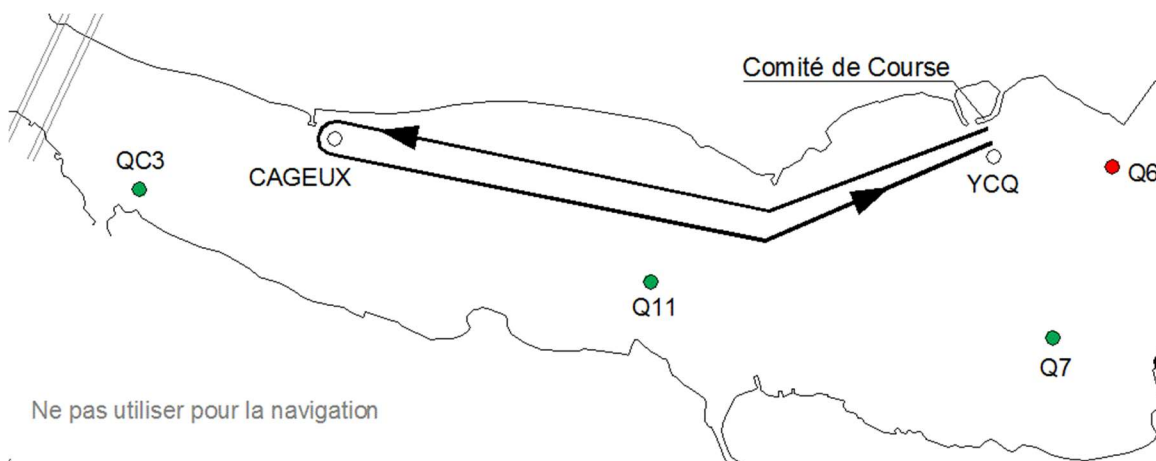 Comité de Course
QC3
CAGEUX
YCQ
Q6
Q11
Q7
Ne pas utiliser pour la navigation